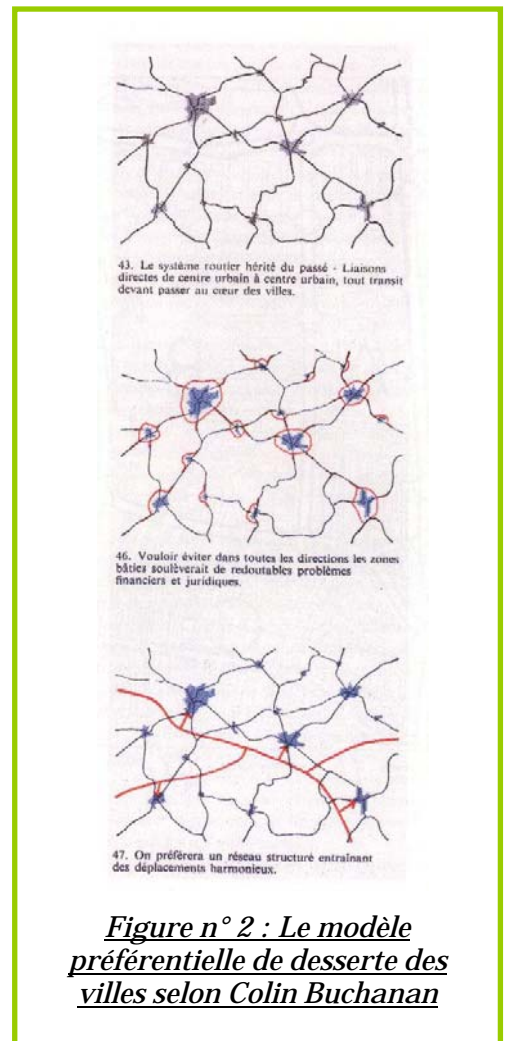 43. Le système routier hérité du passé - Liaisons
directes de centre urbain à centre urbain, tout transit
devant passer au cœur des villes.
46. Vouloir éviter dans toutes les directions les zones
bâties soulèverait de redoutables problèmes
financiers et juridiques.
47. On préférera un réseau structuré entraînant
des déplacements harmonieux.
Figure n° 2 : Le modèle
préférentielle de desserte des
villes selon Colin Buchanan